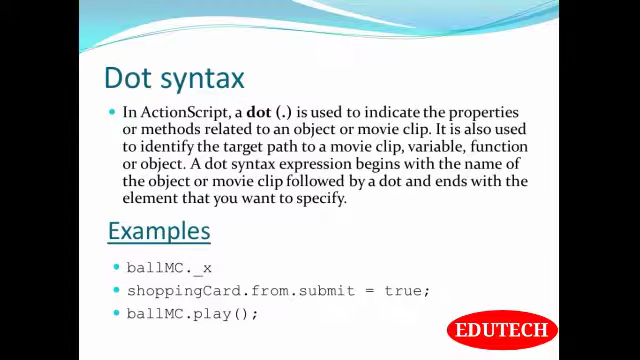 Dot syntax
• In ActionScript, a dot (.) is used to indicate the properties
or methods related to an object or movie clip. It is also used
to identify the target path to a movie clip, variable, function
or object. A dot syntax expression begins with the name of
the object or movie clip followed by a dot and ends with the
element that you want to specify.
Examples
• ballMC._x
• shoppingCard.from.submit = true;
• ballMC.play();
EDUTECH